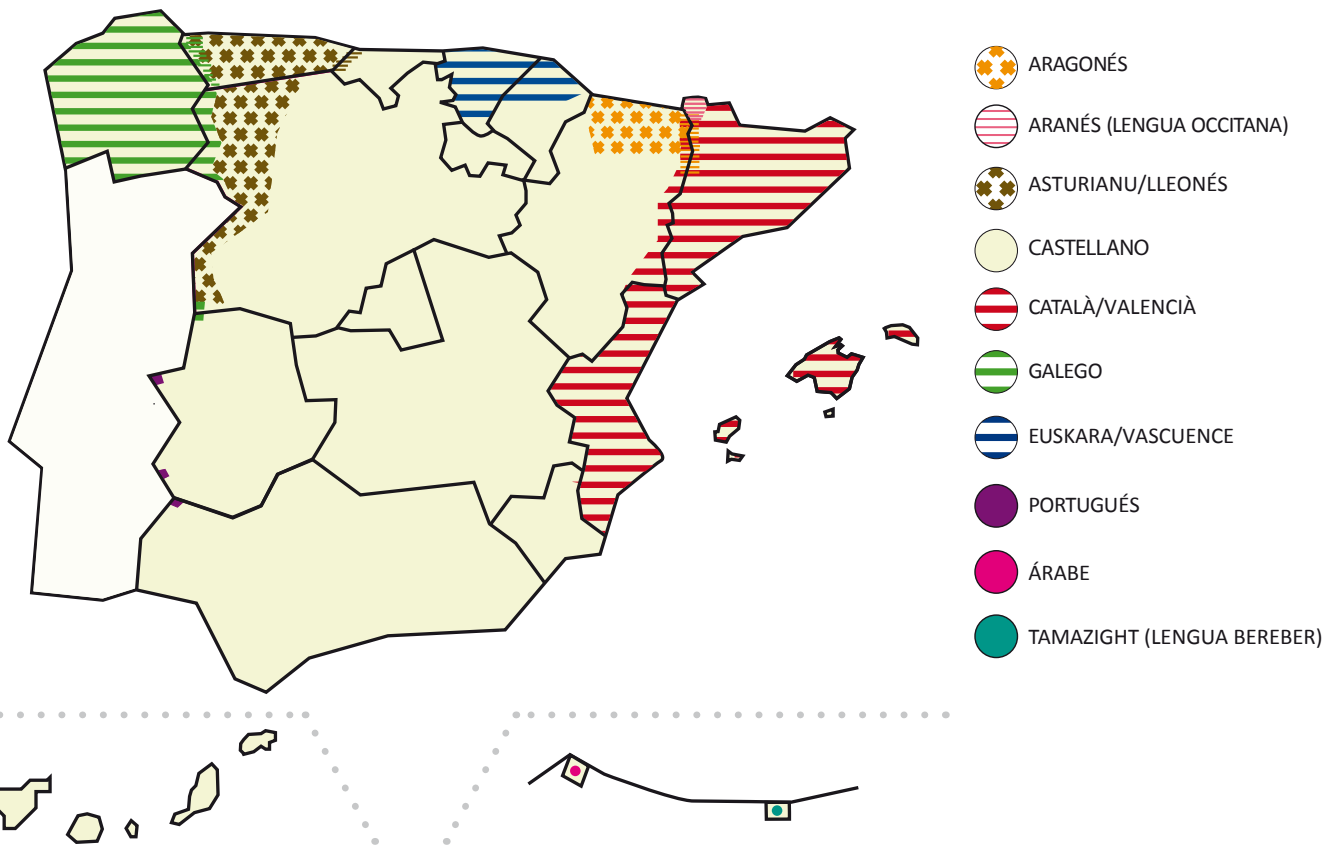 ARAGONÉS
ARANÉS (LENGUA OCCITANA)
ASTURIANU/LLEONÉS
CASTELLANO
CATALÀ/VALENCIÀ
GALEGO
EUSKARA/VASCUENCE
PORTUGUÉS
ÁRABE
TAMAZIGHT (LENGUA BEREBER)